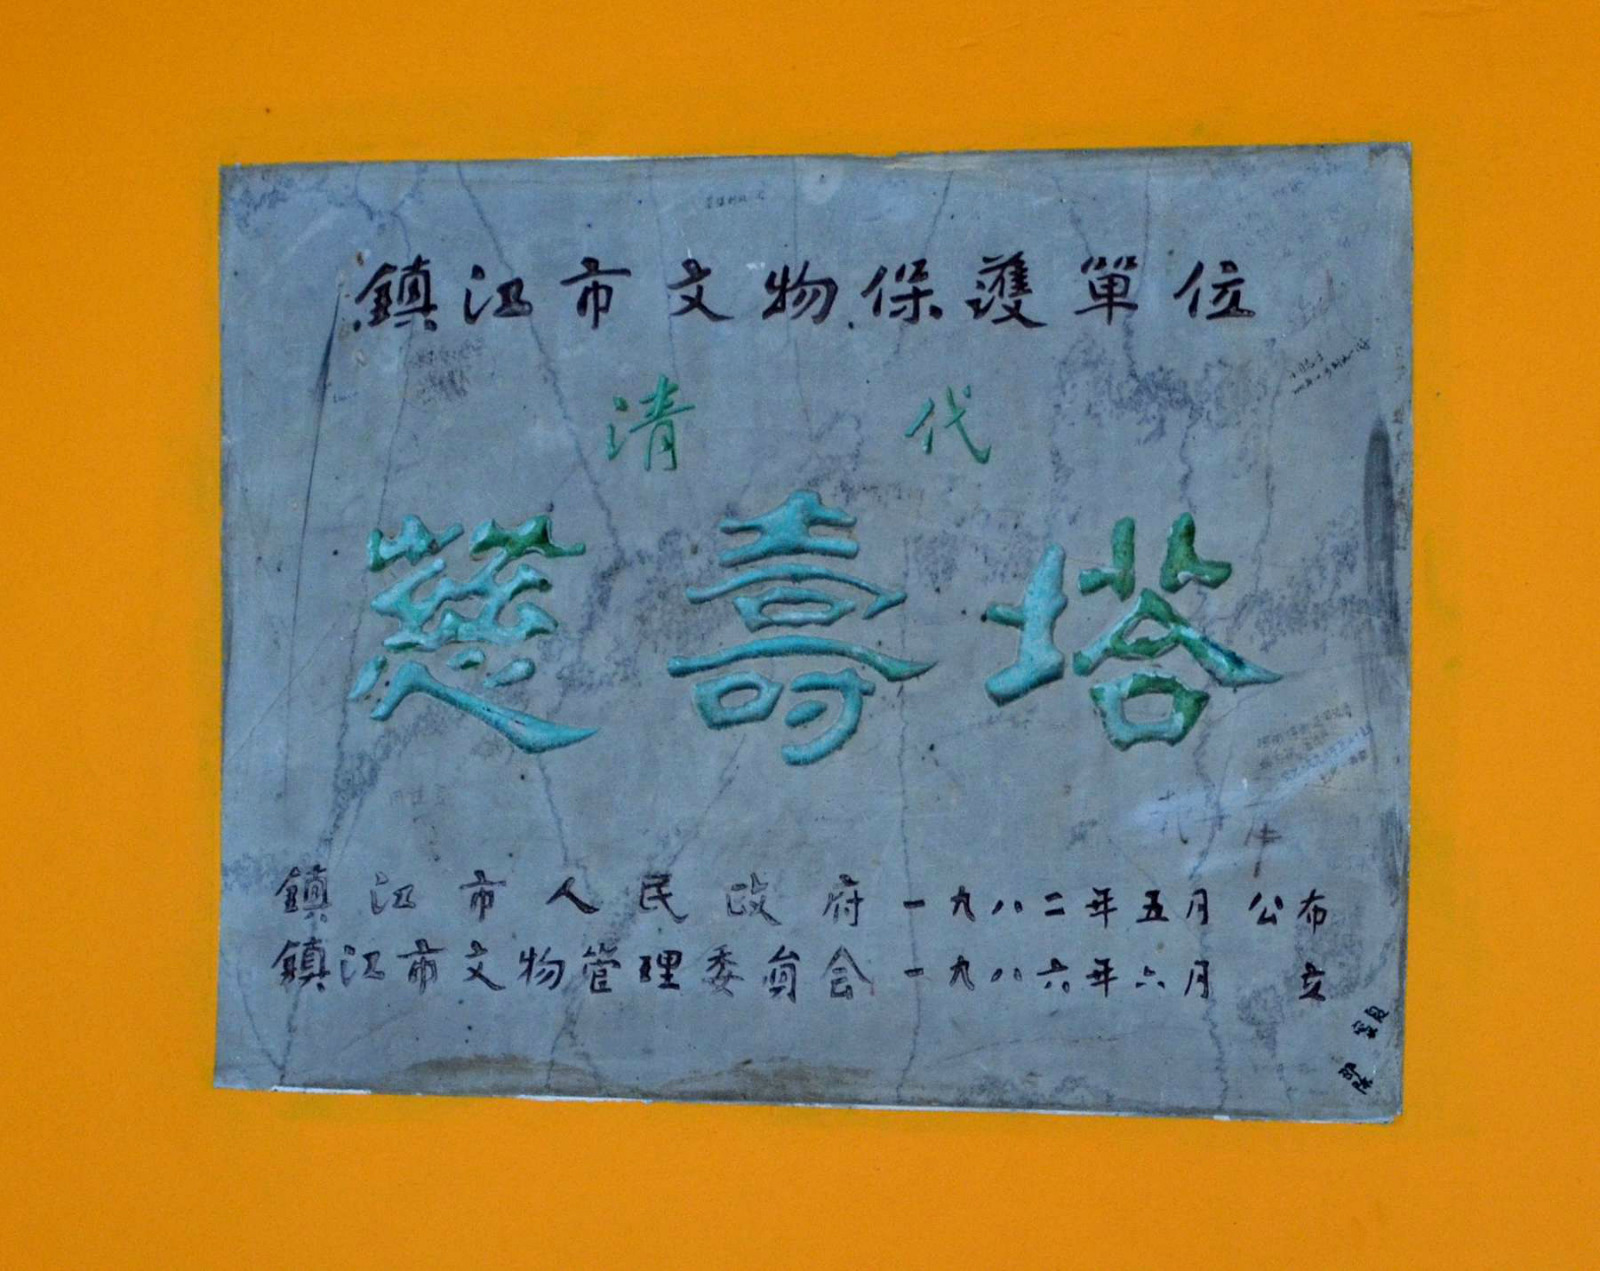 鎮江市文物保護單位
清代
慈壽塔
鎮江市人民政府一九八二年五月公布
鎮江市文物管理委員会一九八六年六月 立